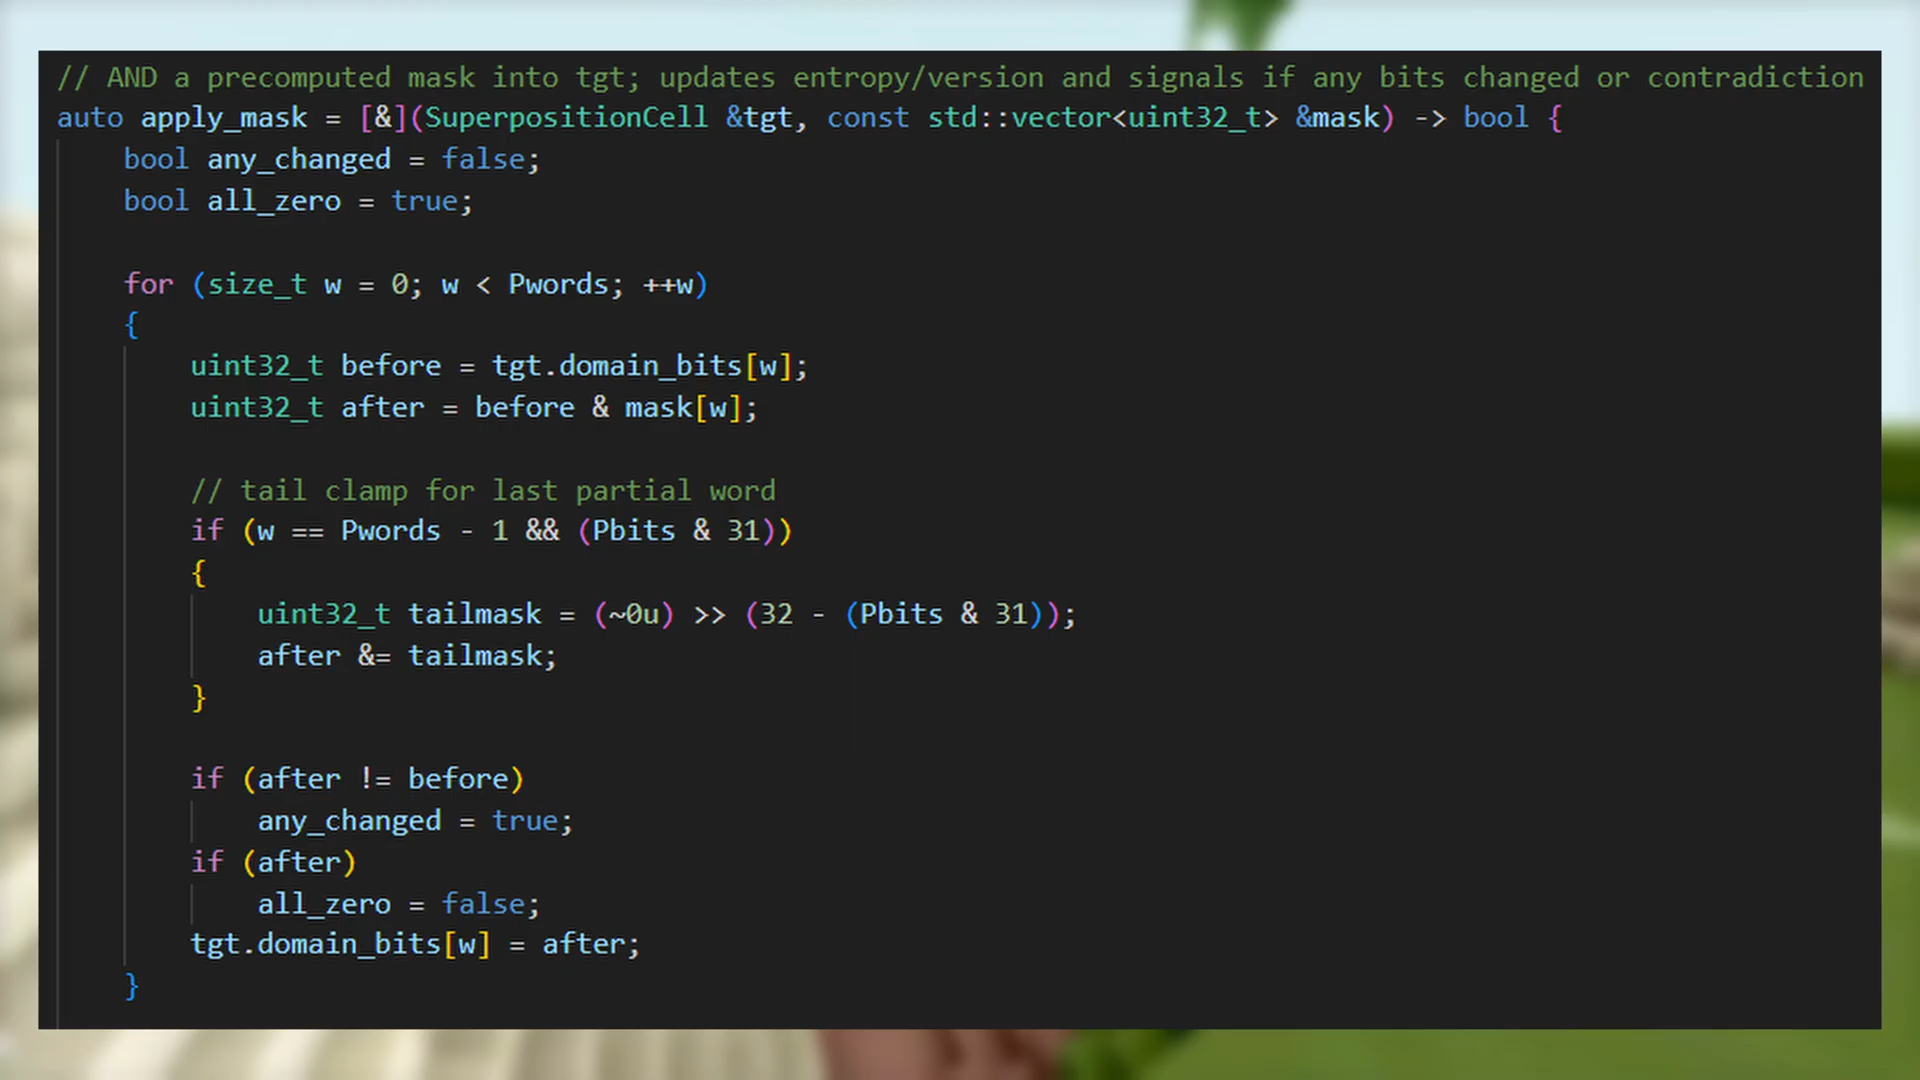 // AND a precomputed mask into tgt; updates entropy/version and signals if any bits changed or contradiction
auto apply_mask = [&](SuperpositionCell &tgt, const std::vector<uint32_t> &mask) -> bool {
    bool any_changed = false;
    bool all_zero = true;
    for (size_t w = 0; w < Pwords; ++w)
    {
        uint32_t before = tgt.domain_bits[w];
        uint32_t after = before & mask[w];
        // tail clamp for last partial word
        if (w == Pwords - 1 && (Pbits & 31))
        {
            uint32_t tailmask = (~0u) >> (32 - (Pbits & 31));
            after &= tailmask;
        }
        if (after != before)
            any_changed = true;
        if (after)
            all_zero = false;
        tgt.domain_bits[w] = after;
    }